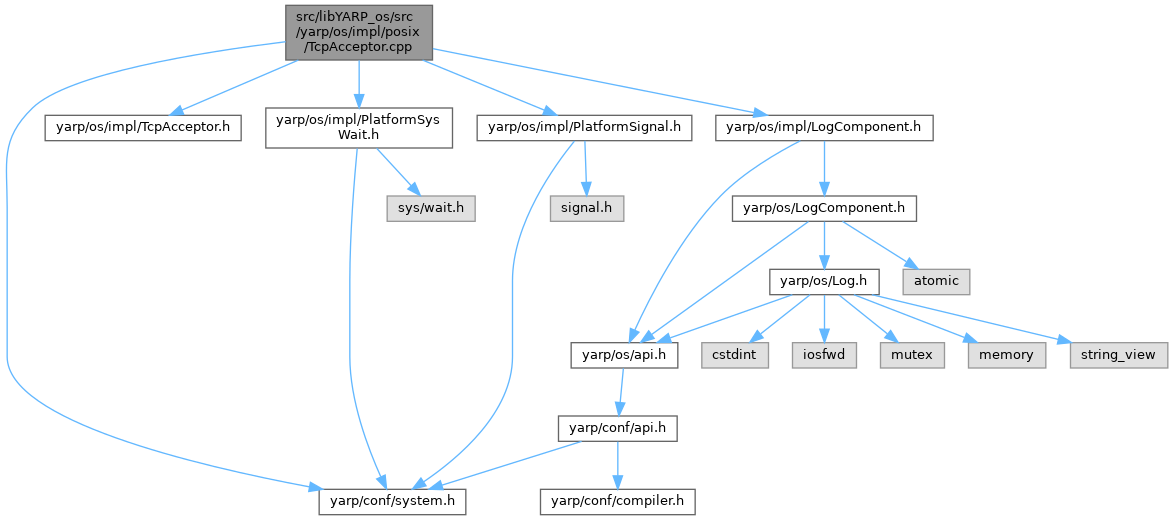 src/libYARP_os/src
/yarp/os/impl/posix
/TcpAcceptor.cpp
yarp/os/impl/TcpAcceptor.h
yarp/os/impl/PlatformSys
Wait.h
yarp/os/impl/PlatformSignal.h
yarp/os/impl/LogComponent.h
sys/wait.h
signal.h
yarp/os/LogComponent.h
yarp/os/Log.h
atomic
yarp/os/api.h
cstdint
iosfwd
mutex
memory
string_view
yarp/conf/api.h
yarp/conf/system.h
yarp/conf/compiler.h